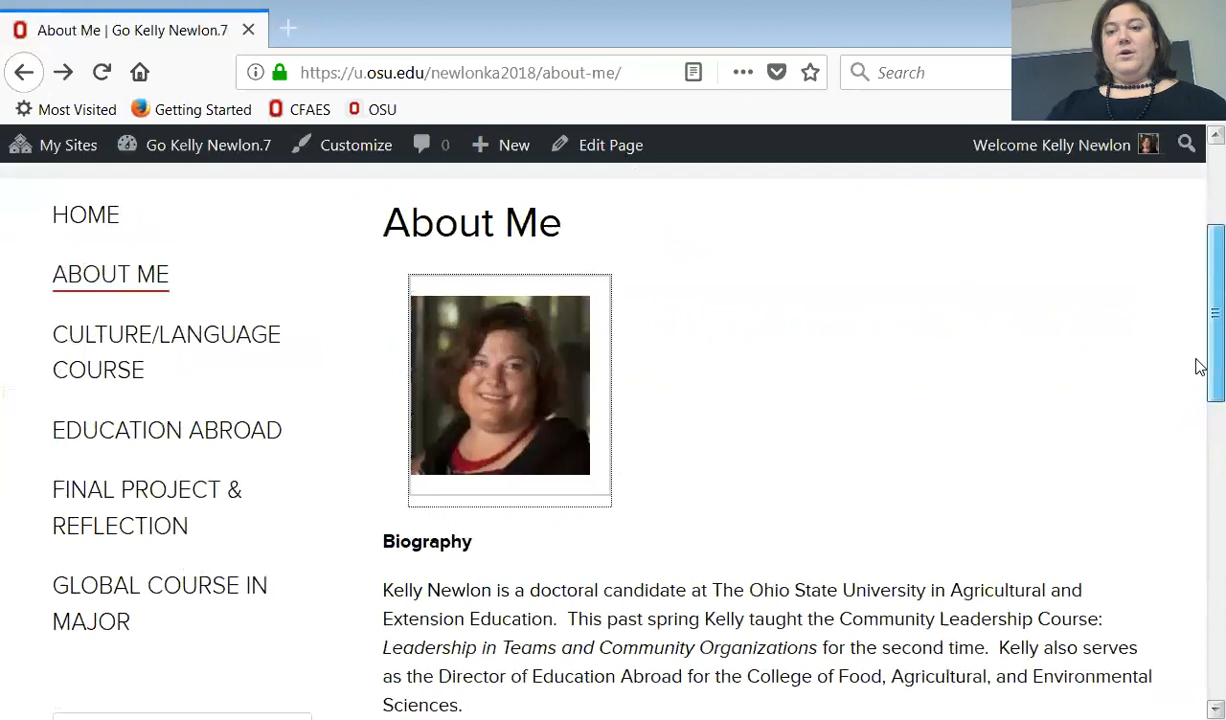 About Me | Go Kelly Newlon.7
https://u.osu.edu/newlonka2018/about-me/
Search
Most Visited Getting Started CFAES OSU
My Sites Go Kelly Newlon.7 Customize 0 New Edit Page Welcome Kelly Newlon
HOME
ABOUT ME
CULTURE/LANGUAGE
COURSE
EDUCATION ABROAD
FINAL PROJECT &
REFLECTION
GLOBAL COURSE IN
MAJOR
About Me
Biography
Kelly Newlon is a doctoral candidate at The Ohio State University in Agricultural and
Extension Education. This past spring Kelly taught the Community Leadership Course:
Leadership in Teams and Community Organizations for the second time. Kelly also serves
as the Director of Education Abroad for the College of Food, Agricultural, and Environmental
Sciences.